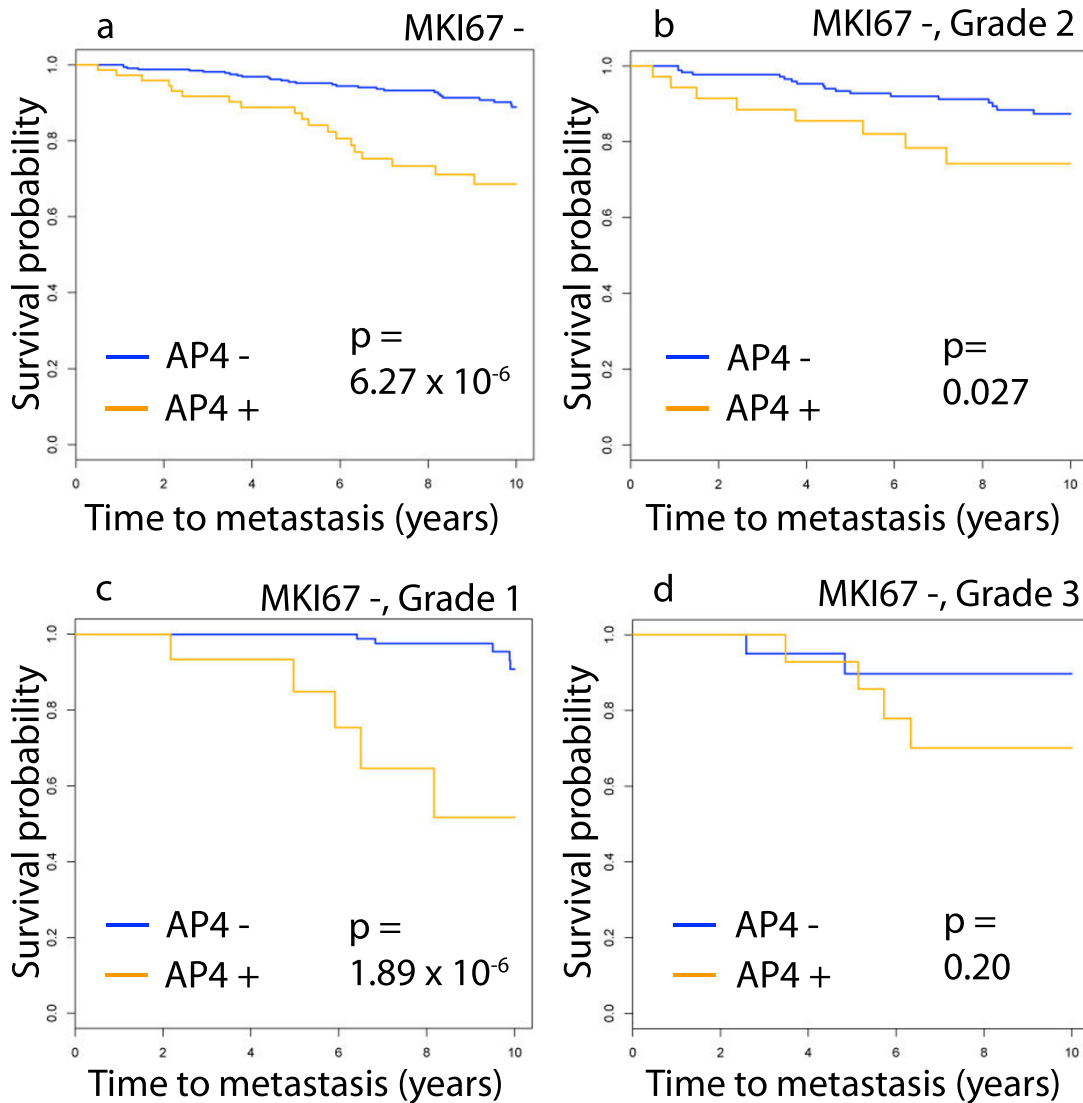 a
MKI67 -
Survival probability
1.0
0.8
0.6
0.4
0.2
0.0
AP4 -
AP4 +
p =
6.27 x 10-6
0
2
4
6
8
10
Time to metastasis (years)
b
MKI67 -, Grade 2
Survival probability
1.0
0.8
0.6
0.4
0.2
0.0
AP4 -
AP4 +
p=
0.027
0
2
4
6
8
10
Time to metastasis (years)
c
MKI67 -, Grade 1
Survival probability
1.0
0.8
0.6
0.4
0.2
0.0
AP4 -
AP4 +
p =
1.89 x 10-6
0
2
4
6
8
10
Time to metastasis (years)
d
MKI67 -, Grade 3
Survival probability
1.0
0.8
0.6
0.4
0.2
0.0
AP4 -
AP4 +
p =
0.20
0
2
4
6
8
10
Time to metastasis (years)